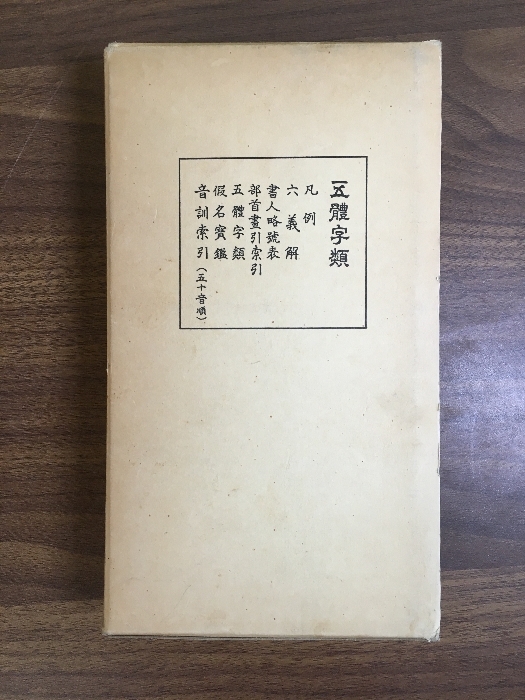 五體字類
凡例
六義解
書人略號表
部首畫引索引
五體字類
假名寶鑑
音訓索引(五十音順)